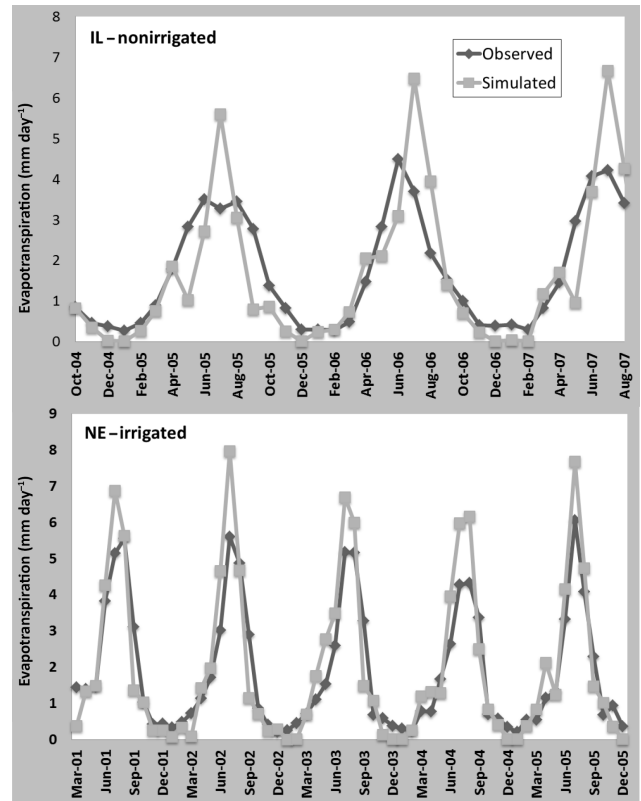 IL – nonirrigated
Observed
Simulated
Evapotranspiration (mm day⁻¹)
8
7
6
5
4
3
2
1
0
Oct-04
Dec-04
Feb-05
Apr-05
Jun-05
Aug-05
Oct-05
Dec-05
Feb-06
Apr-06
Jun-06
Aug-06
Oct-06
Dec-06
Feb-07
Apr-07
Jun-07
Aug-07
NE – irrigated
Evapotranspiration (mm day⁻¹)
9
8
7
6
5
4
3
2
1
0
Mar-01
Jun-01
Sep-01
Dec-01
Mar-02
Jun-02
Sep-02
Dec-02
Mar-03
Jun-03
Sep-03
Dec-03
Mar-04
Jun-04
Sep-04
Dec-04
Mar-05
Jun-05
Sep-05
Dec-05